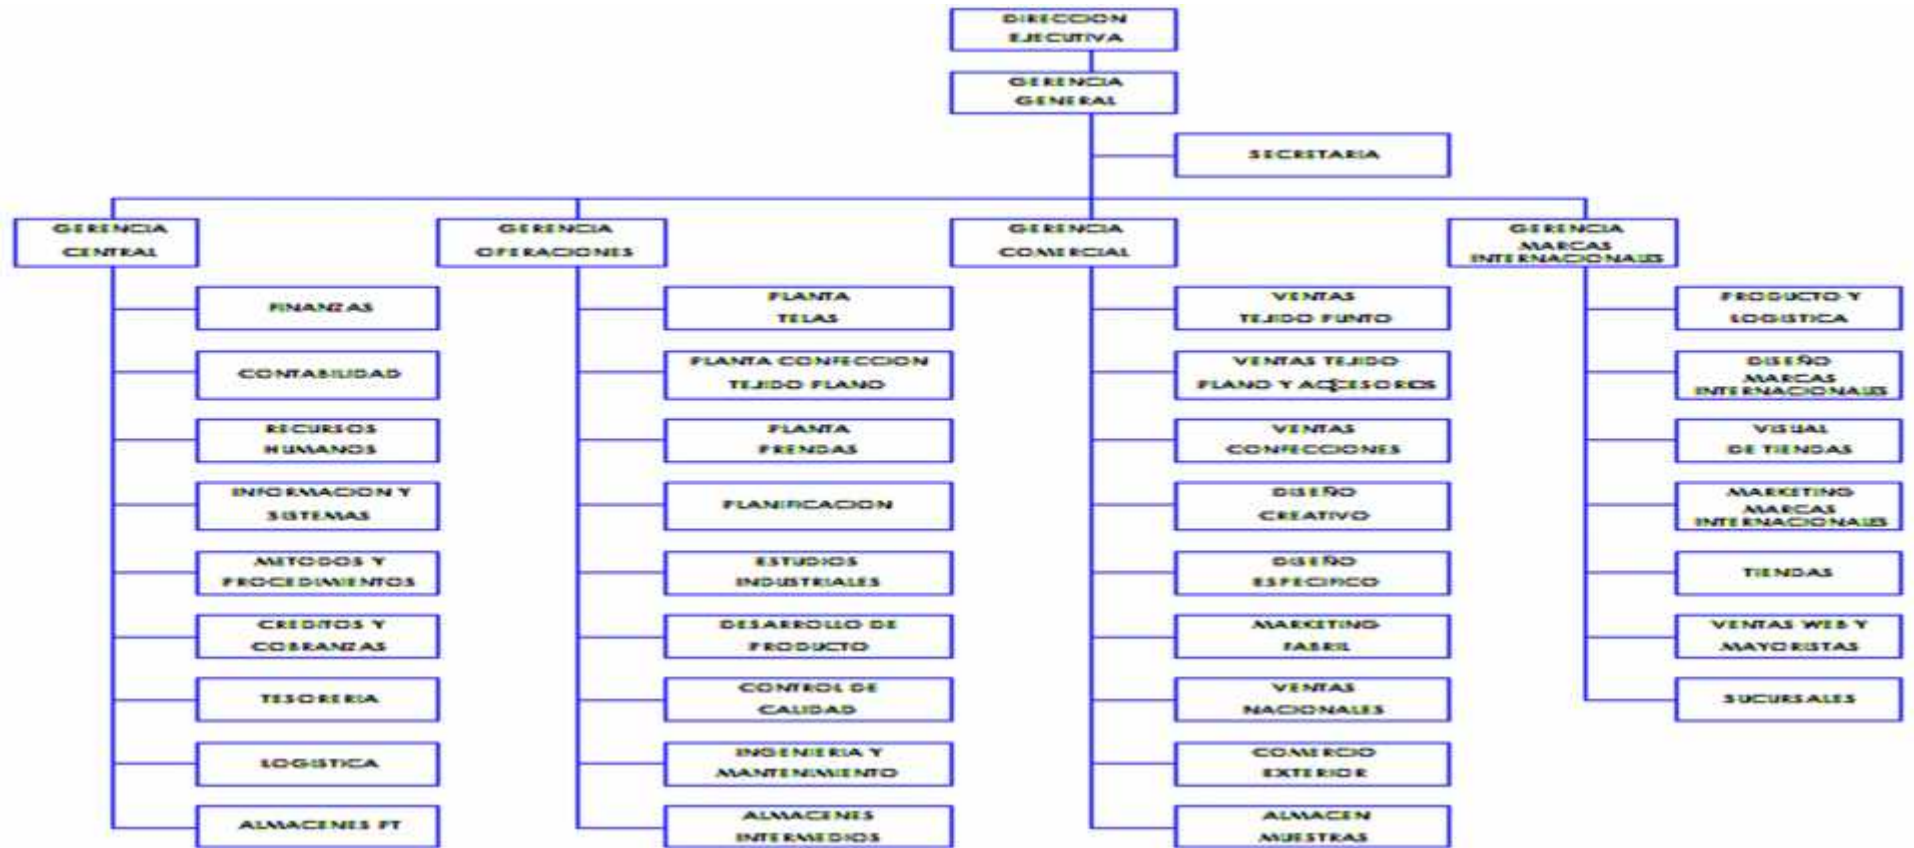 DIRECCION
EJECUTIVA
GERENCIA
GENERAL
SECRETARIA
GERENCIA
CENTRAL
FINANZAS
CONTABILIDAD
RECURSOS
HUMANOS
INFORMACION Y
SISTEMAS
METODOS Y
PROCEDIMIENTOS
CREDITOS Y
COBRANZAS
TESORERIA
LOGISTICA
ALMACENES PT
GERENCIA
OPERACIONES
PLANTA
TELAS
PLANTA CONFECCION
TEJIDO PLANO
PLANTA
PRENDAS
PLANIFICACION
ESTUDIOS
INDUSTRIALES
DESARROLLO DE
PRODUCTO
CONTROL DE
CALIDAD
INGENIERIA Y
MANTENIMIENTO
ALMACENES
INTERMEDIOS
GERENCIA
COMERCIAL
VENTAS
TEJIDO PUNTO
VENTAS TEJIDO
PLANO Y ACCESORIOS
VENTAS
CONFECCIONES
DISEÑO
CREATIVO
DISEÑO
ESPECIFICO
MARKETING
FABRIL
VENTAS
NACIONALES
COMERCIO
EXTERIOR
ALMACEN
MUESTRAS
GERENCIA
MARCAS
INTERNACIONALES
PRODUCTO Y
LOGISTICA
DISEÑO
MARCAS
INTERNACIONALES
VISUAL
DE TIENDAS
MARKETING
MARCAS
INTERNACIONALES
TIENDAS
VENTAS WEB Y
MAYORISTAS
SUCURSALES